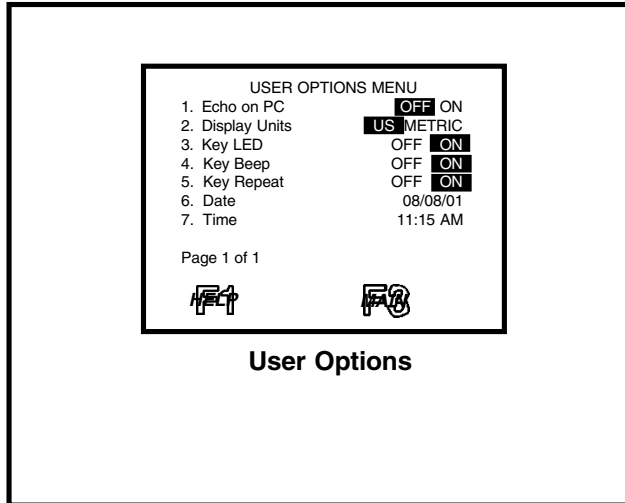 USER OPTIONS MENU
1. Echo on PC OFF ON
2. Display Units US METRIC
3. Key LED OFF ON
4. Key Beep OFF ON
5. Key Repeat OFF ON
6. Date 08/08/01
7. Time 11:15 AM
Page 1 of 1
F1 HELP F3 MAIN
User Options